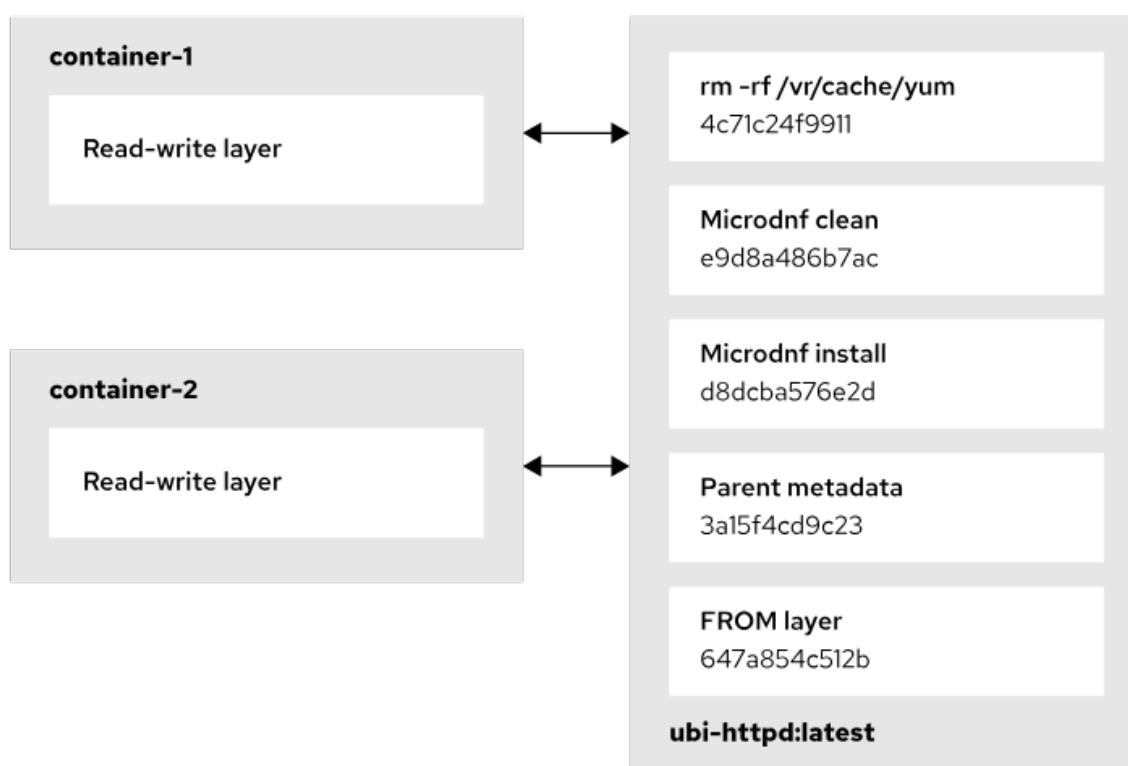 container-1
Read-write layer
container-2
Read-write layer
rm -rf /vr/cache/yum
4c71c24f9911
Microdnf clean
e9d8a486b7ac
Microdnf install
d8dcba576e2d
Parent metadata
3a15f4cd9c23
FROM layer
647a854c512b
ubi-httpd:latest